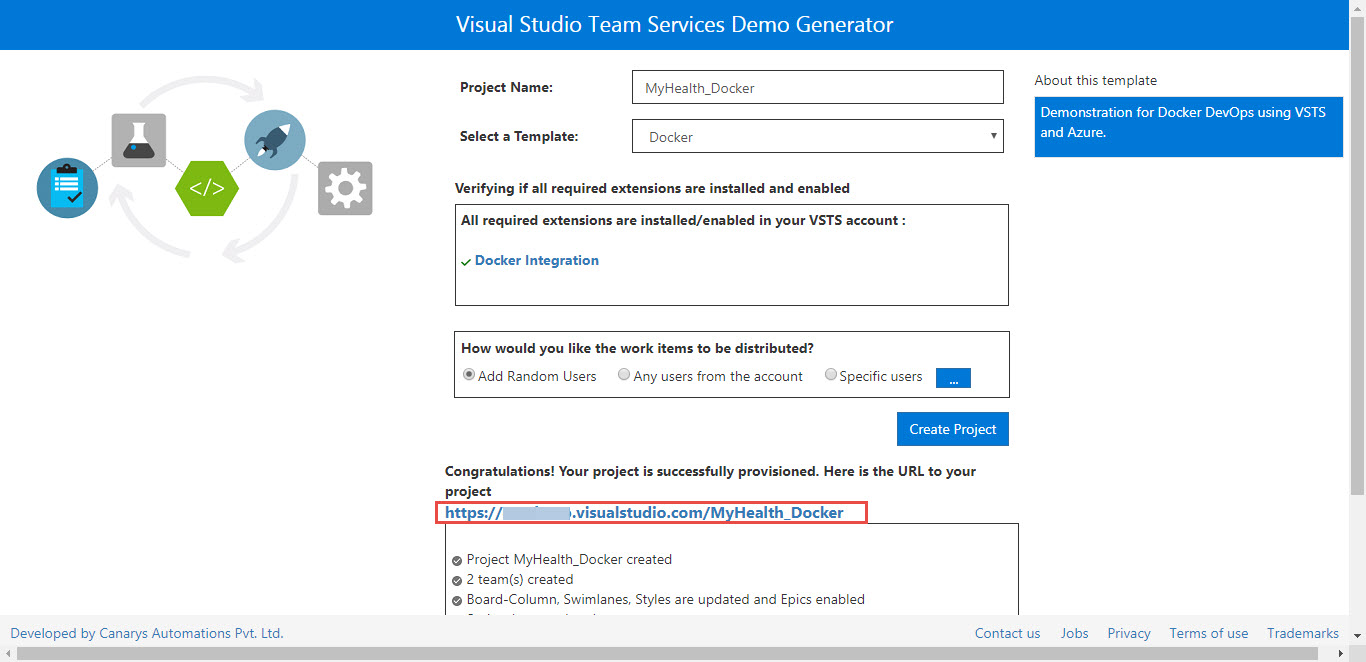 Visual Studio Team Services Demo Generator
Project Name:
MyHealth_Docker
Select a Template:
Docker
About this template
Demonstration for Docker DevOps using VSTS
and Azure.
</>
Verifying if all required extensions are installed and enabled
All required extensions are installed/enabled in your VSTS account :
Docker Integration
How would you like the work items to be distributed?
Add Random Users Any users from the account Specific users ...
Create Project
Congratulations! Your project is successfully provisioned. Here is the URL to your
project
https:// .visualstudio.com/MyHealth_Docker
Project MyHealth_Docker created
2 team(s) created
Board-Column, Swimlanes, Styles are updated and Epics enabled
Developed by Canarys Automations Pvt. Ltd.
Contact us Jobs Privacy Terms of use Trademarks